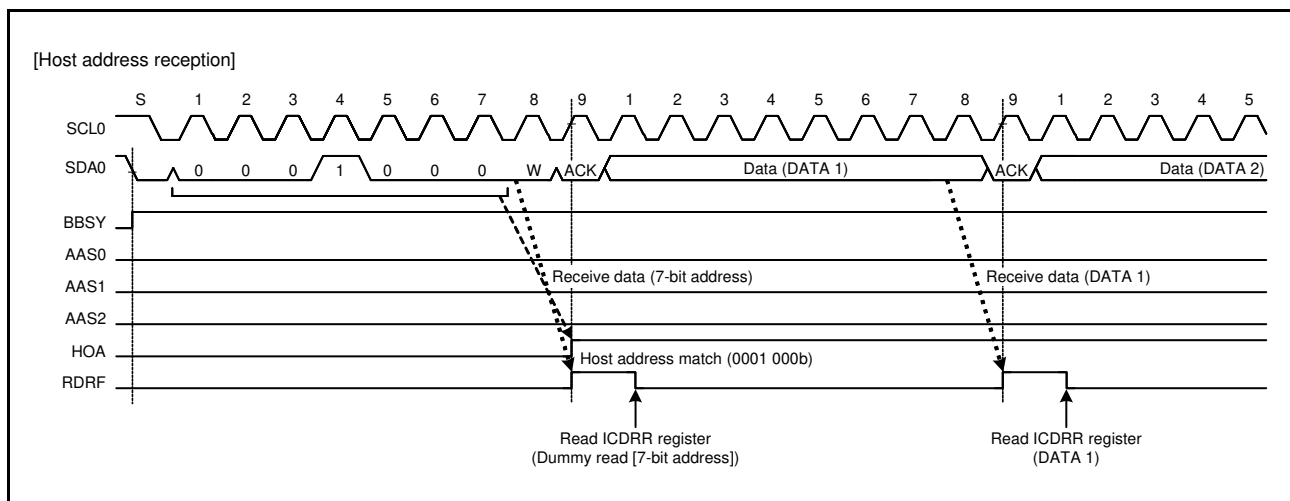 [Host address reception]
S 1 2 3 4 5 6 7 8 9 1 2 3 4 5 6 7 8 9 1 2 3 4 5
SCL0
SDA0 0 0 0 1 0 0 0 W ACK Data (DATA 1) ACK Data (DATA 2)
BBSY
AAS0
Receive data (7-bit address) Receive data (DATA 1)
AAS1
AAS2
HOA
Host address match (0001 000b)
RDRF
Read ICDRR register Read ICDRR register
(Dummy read [7-bit address]) (DATA 1)